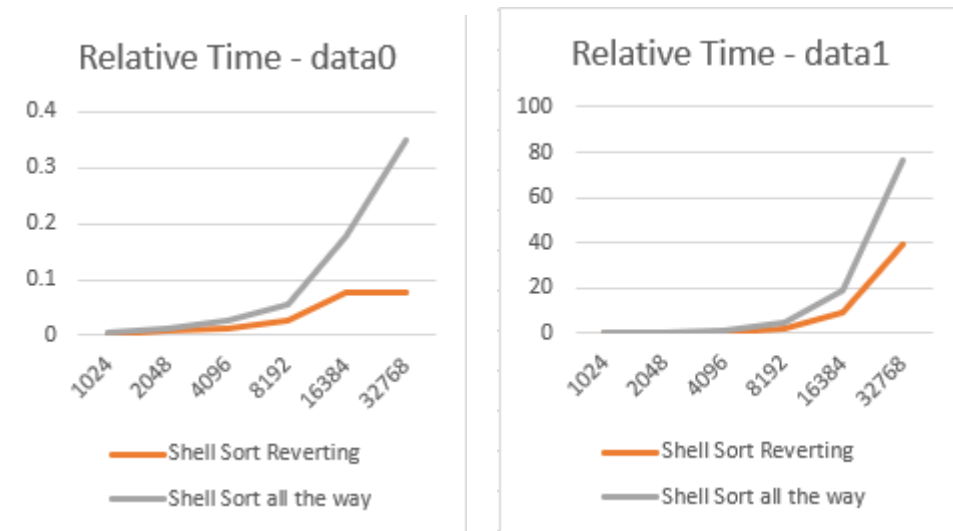 Relative Time - data0
0.4
0.3
0.2
0.1
0
1024 2048 4096 8192 16384 32768
Shell Sort Reverting
Shell Sort all the way
Relative Time - data1
100
80
60
40
20
0
1024 2048 4096 8192 16384 32768
Shell Sort Reverting
Shell Sort all the way